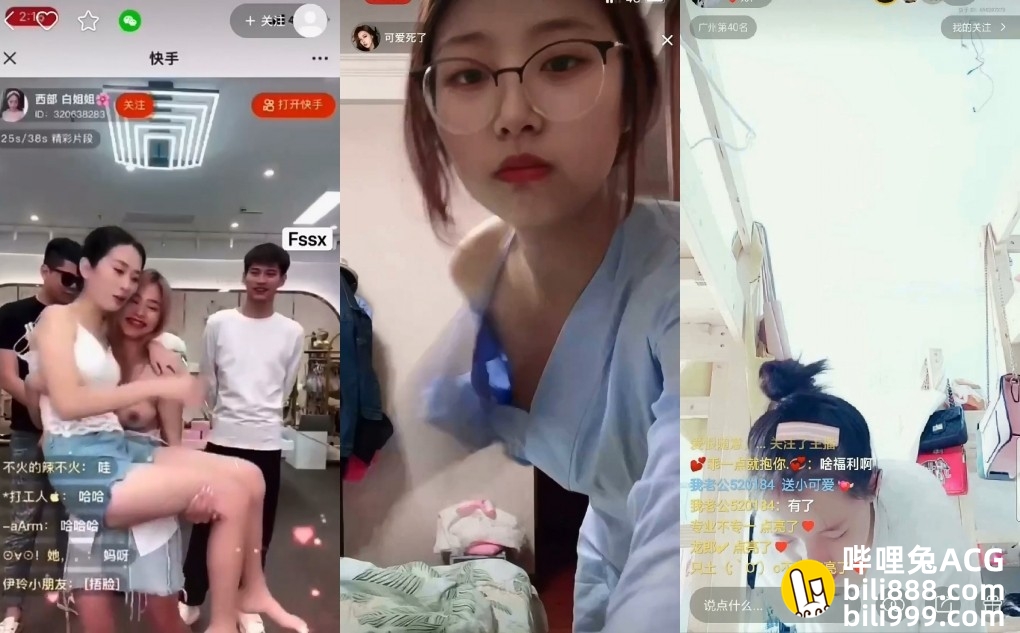 2:16
+ 关注
快手
西部 白姐姐🌸
关注
ID: 320638283
打开快手
25s/38s 精彩片段
Fssx
不火的辣不火: 哇
*打工人🍎: 哈哈
-aArm: 哈哈哈
⊙∀⊙! 她, . : 妈呀
伊玲小朋友: [捂脸]
可爱死了
广州第40名
我的关注 >
关注了主播
乖一点就抱你.💞: 啥福利啊
我老公520184 送小可爱
我老公520184: 有了
专业不专一 点亮了❤
点亮了❤
说点什么...
哔哩兔ACG
bili888.com
bili999.com